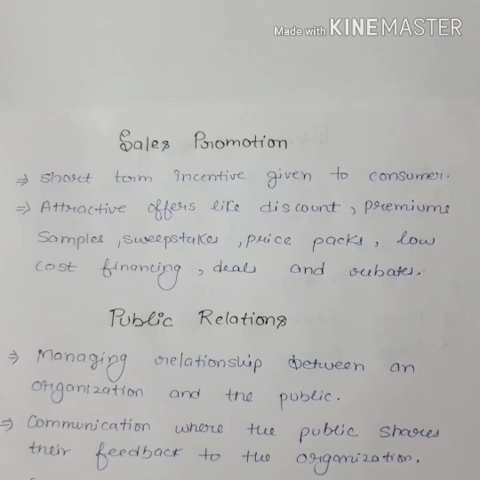 Made with KINEMASTER
Sales Promotion
⇒ Short term incentive given to consumer.
⇒ Attractive offers like discount, premiums
Samples, sweepstakes, price packs, low
cost financing, deals and rebates.
Public Relations
⇒ Managing relationship between an
organization and the public.
⇒ Communication where the public shares
their feedback to the organization.